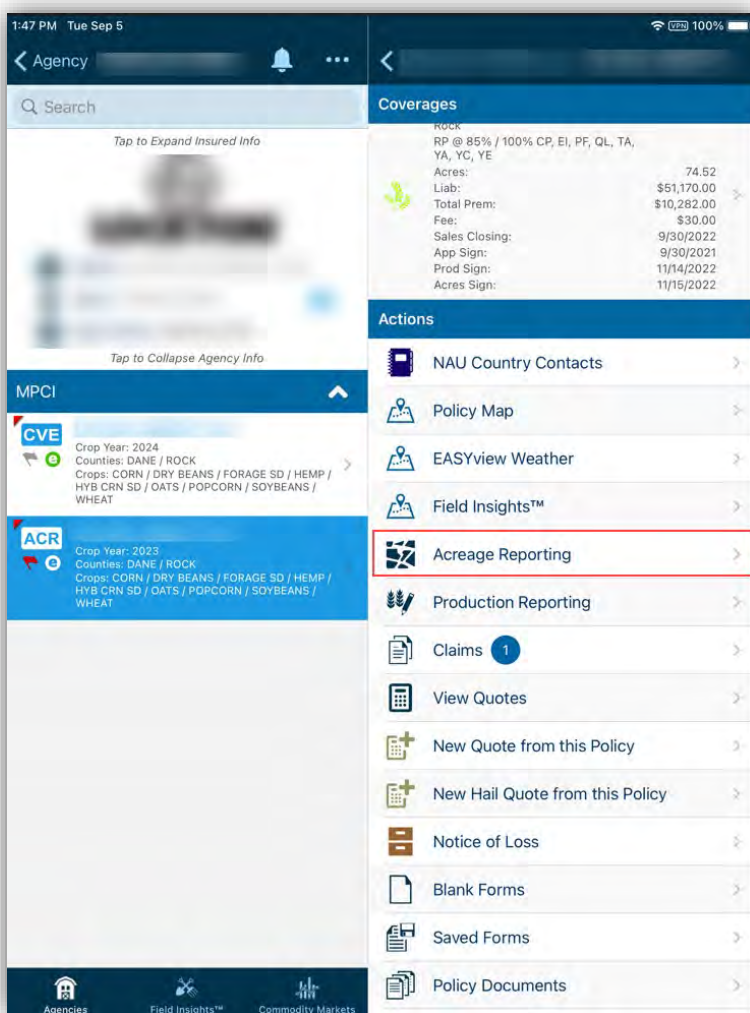 1:47 PM Tue Sep 5
VPN 100%
Agency
Search
Tap to Expand Insured Info
Tap to Collapse Agency Info
MPCI
CVE
Crop Year: 2024
Counties: DANE / ROCK
Crops: CORN / DRY BEANS / FORAGE SD / HEMP /
HYB CRN SD / OATS / POPCORN / SOYBEANS /
WHEAT
ACR
Crop Year: 2023
Counties: DANE / ROCK
Crops: CORN / DRY BEANS / FORAGE SD / HEMP /
HYB CRN SD / OATS / POPCORN / SOYBEANS /
WHEAT
Agencies
Field Insights™
Commodity Markets
Coverages
Rock
RP @ 85% / 100% CP, EI, PF, QL, TA,
YA, YC, YE
Acres: 74.52
Liab: $51,170.00
Total Prem: $10,282.00
Fee: $30.00
Sales Closing: 9/30/2022
App Sign: 9/30/2021
Prod Sign: 11/14/2022
Acres Sign: 11/15/2022
Actions
NAU Country Contacts
Policy Map
EASYview Weather
Field Insights™
Acreage Reporting
Production Reporting
Claims 1
View Quotes
New Quote from this Policy
New Hail Quote from this Policy
Notice of Loss
Blank Forms
Saved Forms
Policy Documents